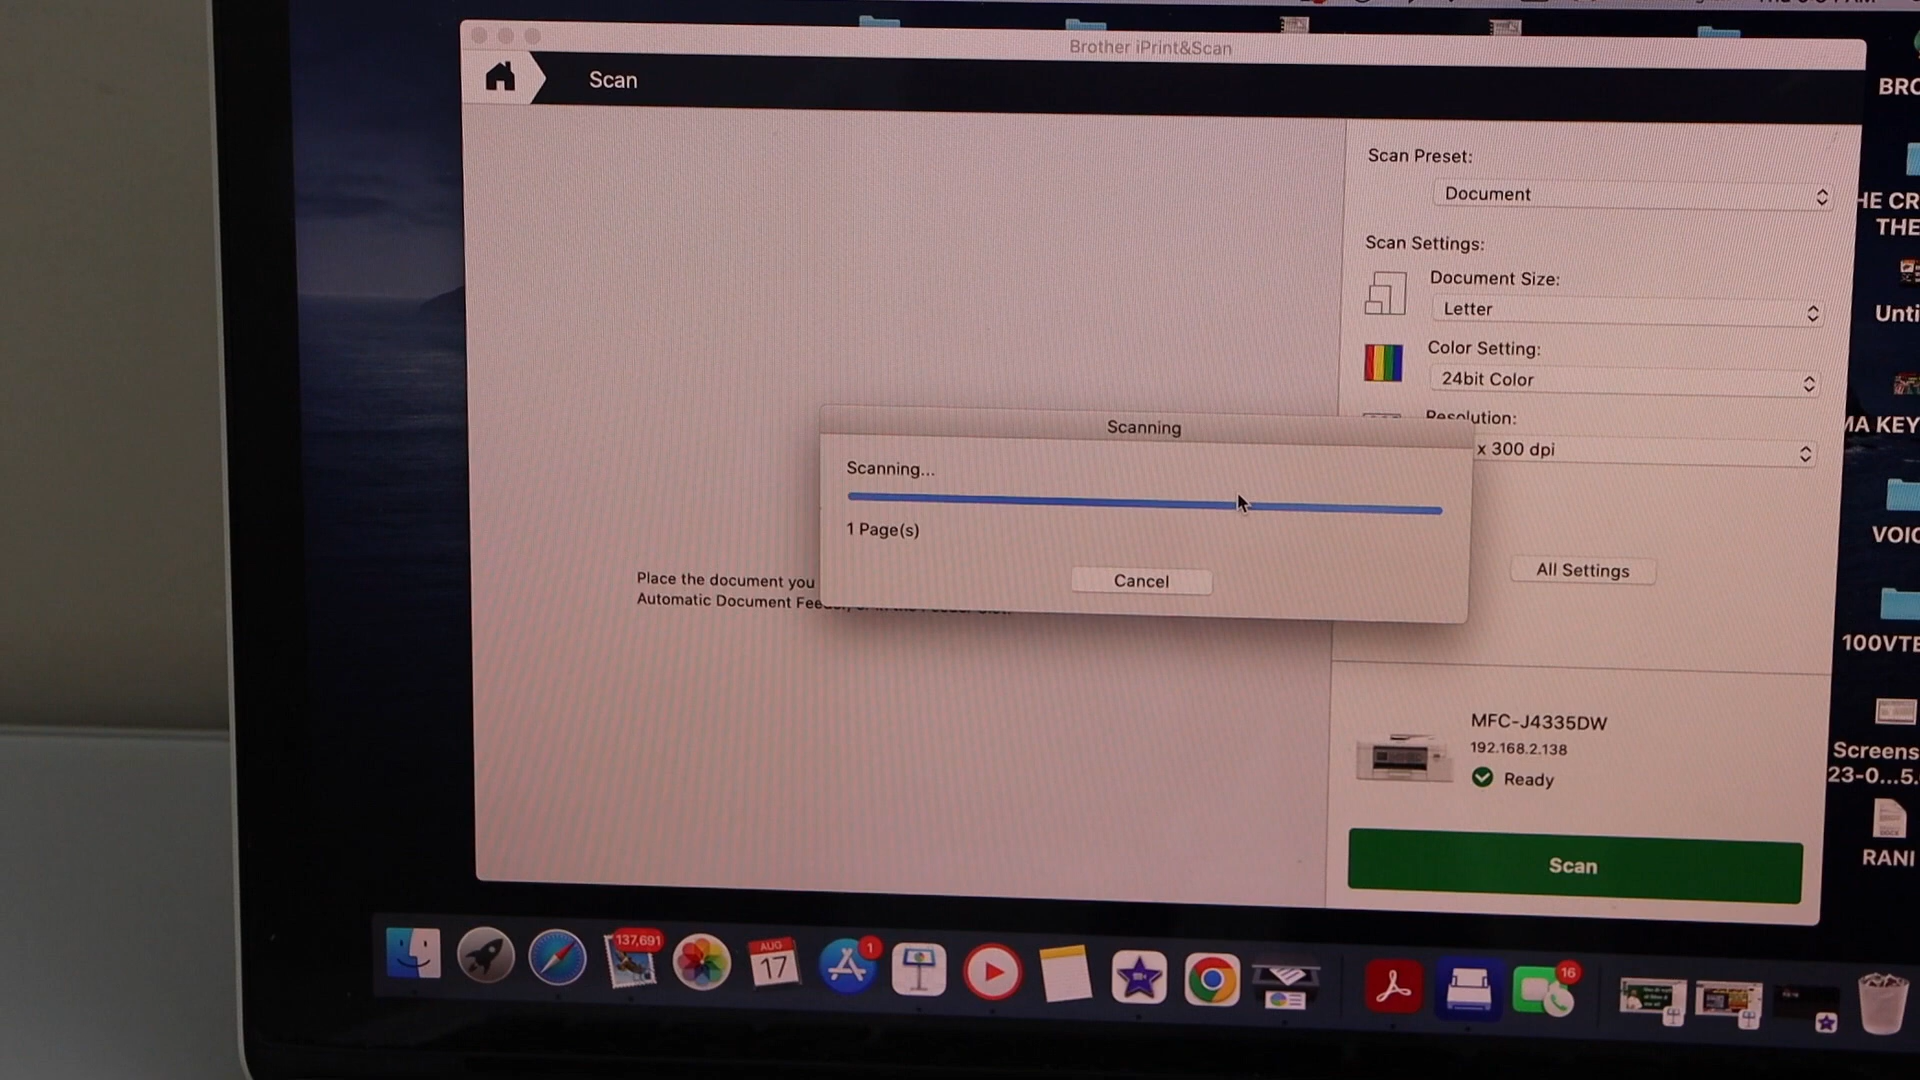 Brother iPrint&Scan
Scan
Scan Preset:
Document
Scan Settings:
Document Size:
Letter
Color Setting:
24bit Color
Resolution:
x 300 dpi
Scanning
Scanning...
1 Page(s)
Cancel
Place the document you
Automatic Document
All Settings
MFC-J4335DW
192.168.2.138
Ready
Scan
BRO
HE CR
THE
Unti
MA KEY
VOIC
100VTE
Screens
23-0...5.
DOCX
RANI
137,691
AUG
17
1
16